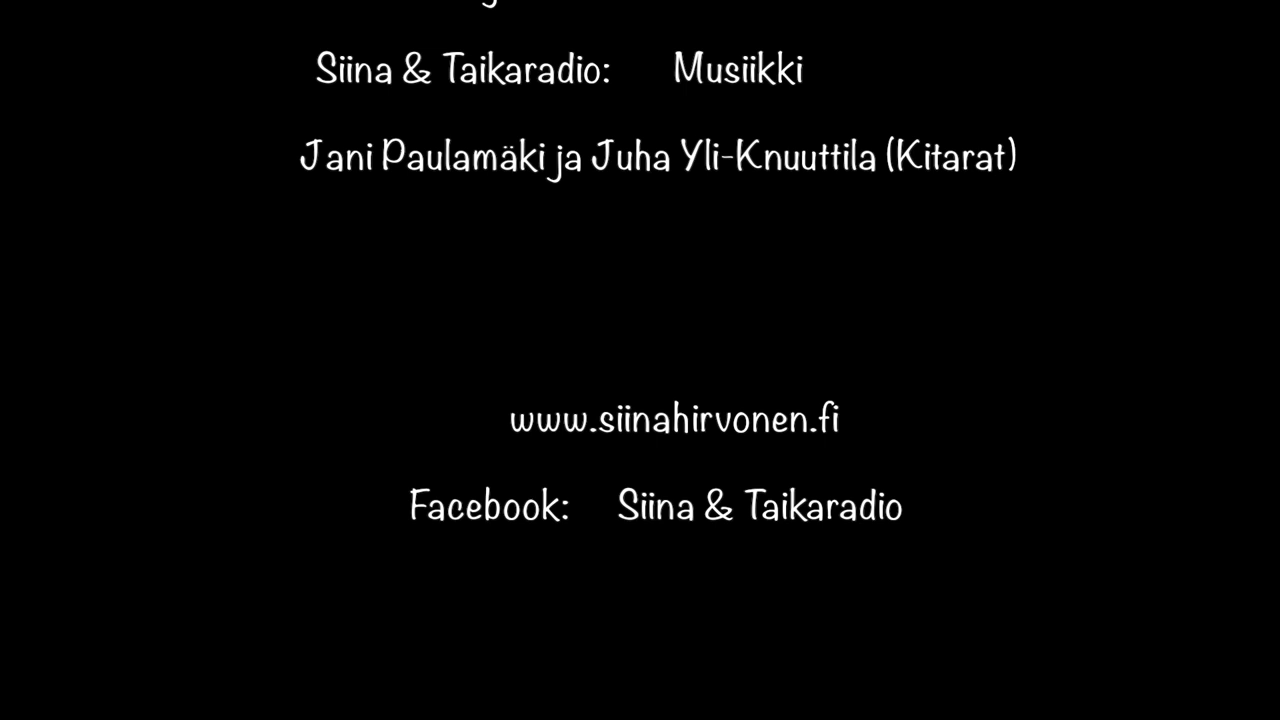 Siina & Taikaradio: Musiikki
Jani Paulamäki ja Juha Yli-Knuuttila (Kitarat)
www.siinahirvonen.fi
Facebook: Siina & Taikaradio